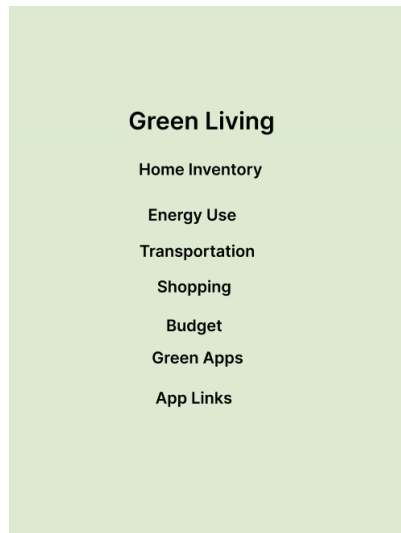 Green Living
Home Inventory
Energy Use
Transportation
Shopping
Budget
Green Apps
App Links